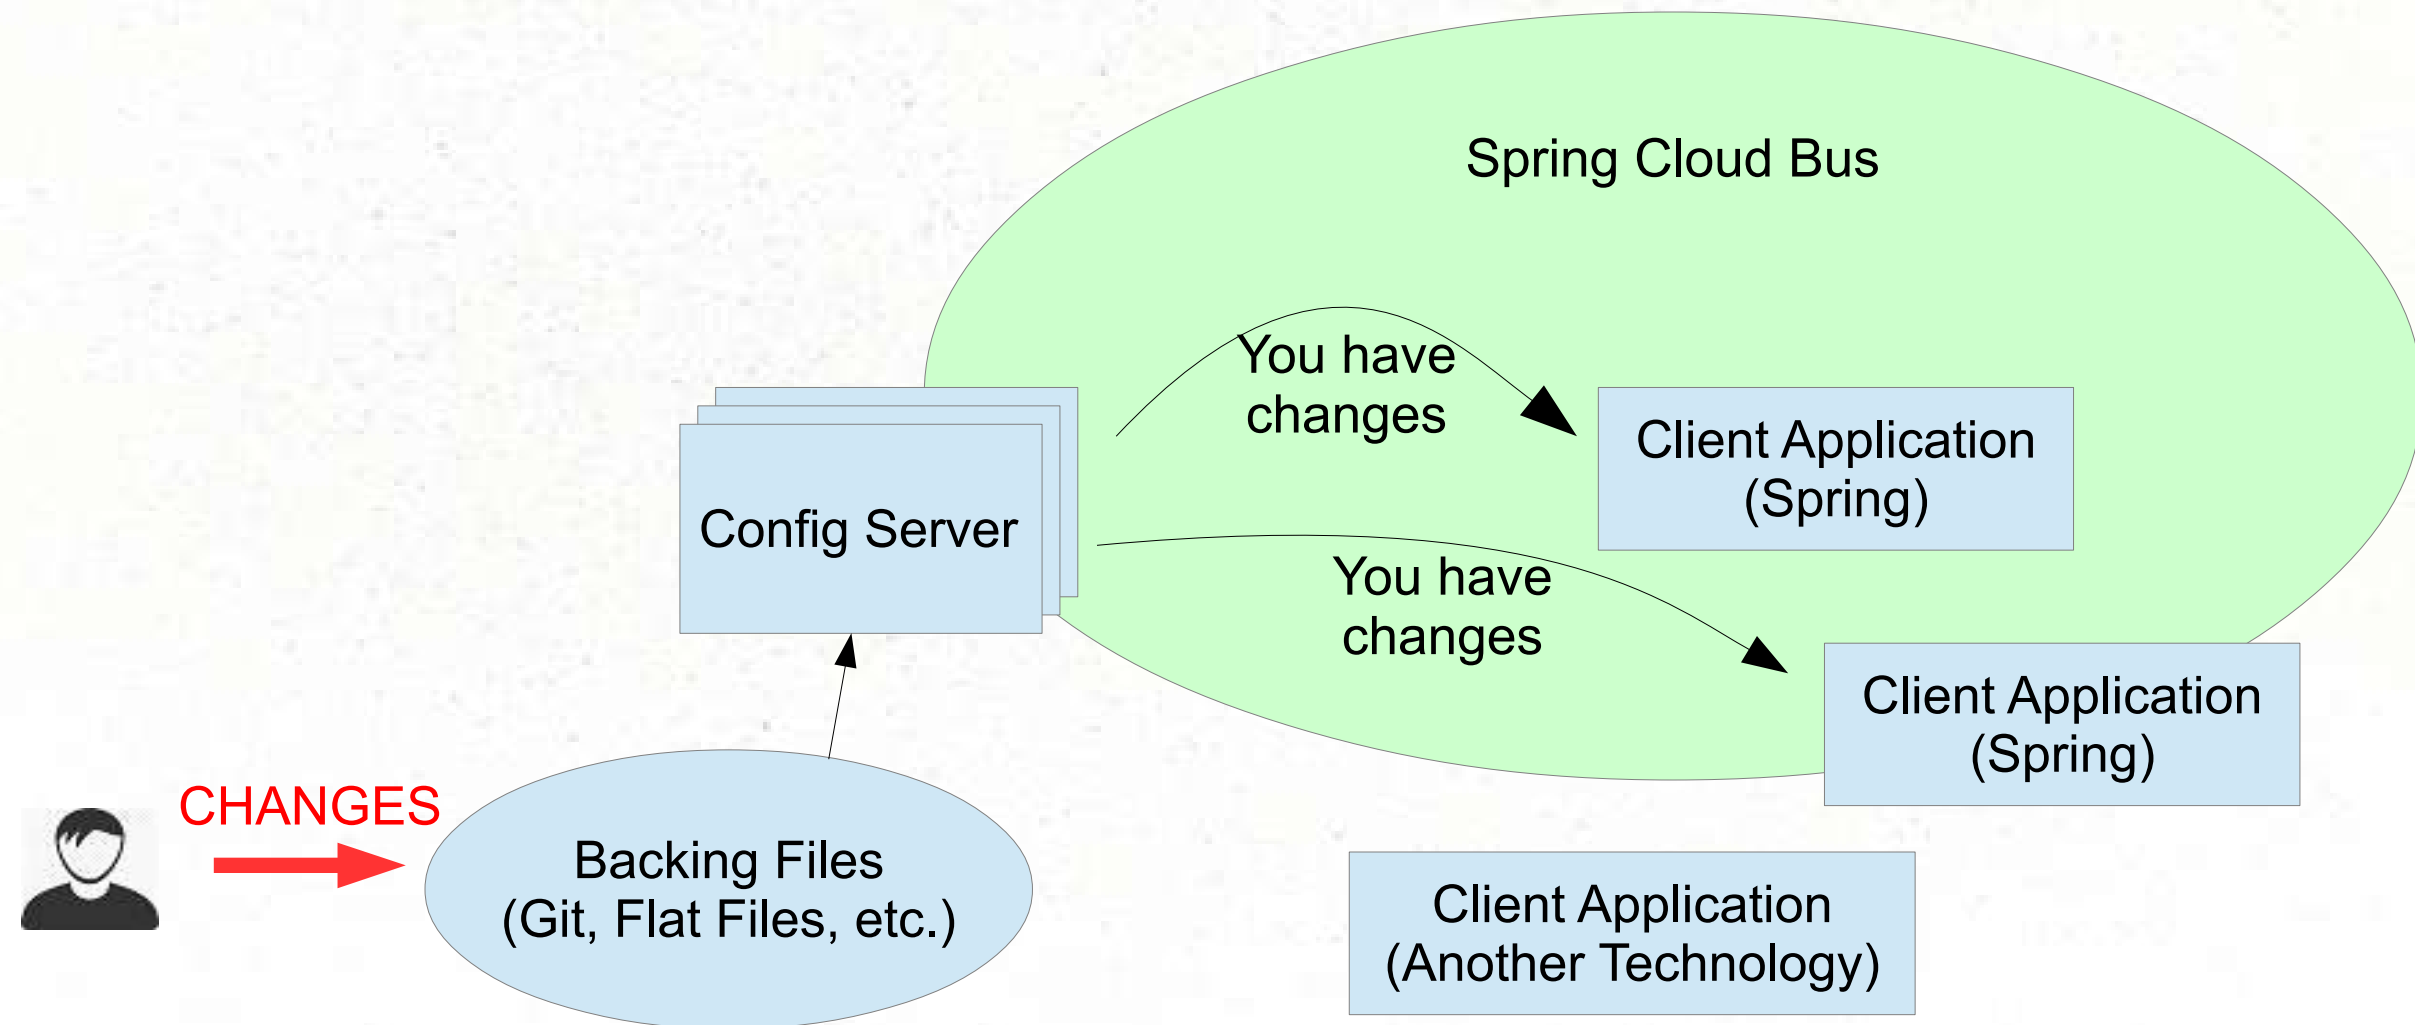 Spring Cloud Bus
You have
changes
Client Application
(Spring)
Config Server
You have
changes
Client Application
(Spring)
CHANGES
Backing Files
(Git, Flat Files, etc.)
Client Application
(Another Technology)